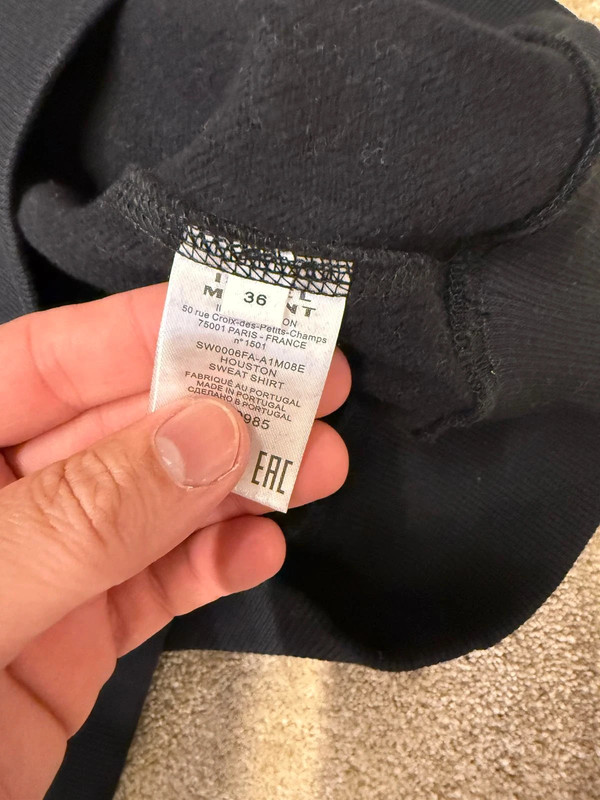 36
50 rue Croix-des-Petits-Champs
75001 PARIS - FRANCE
n° 1501
SW0006FA-A1M08E
HOUSTON
SWEAT SHIRT
FABRIQUÉ AU PORTUGAL
MADE IN PORTUGAL
СДЕЛАНО В PORTUGAL
985
EAC